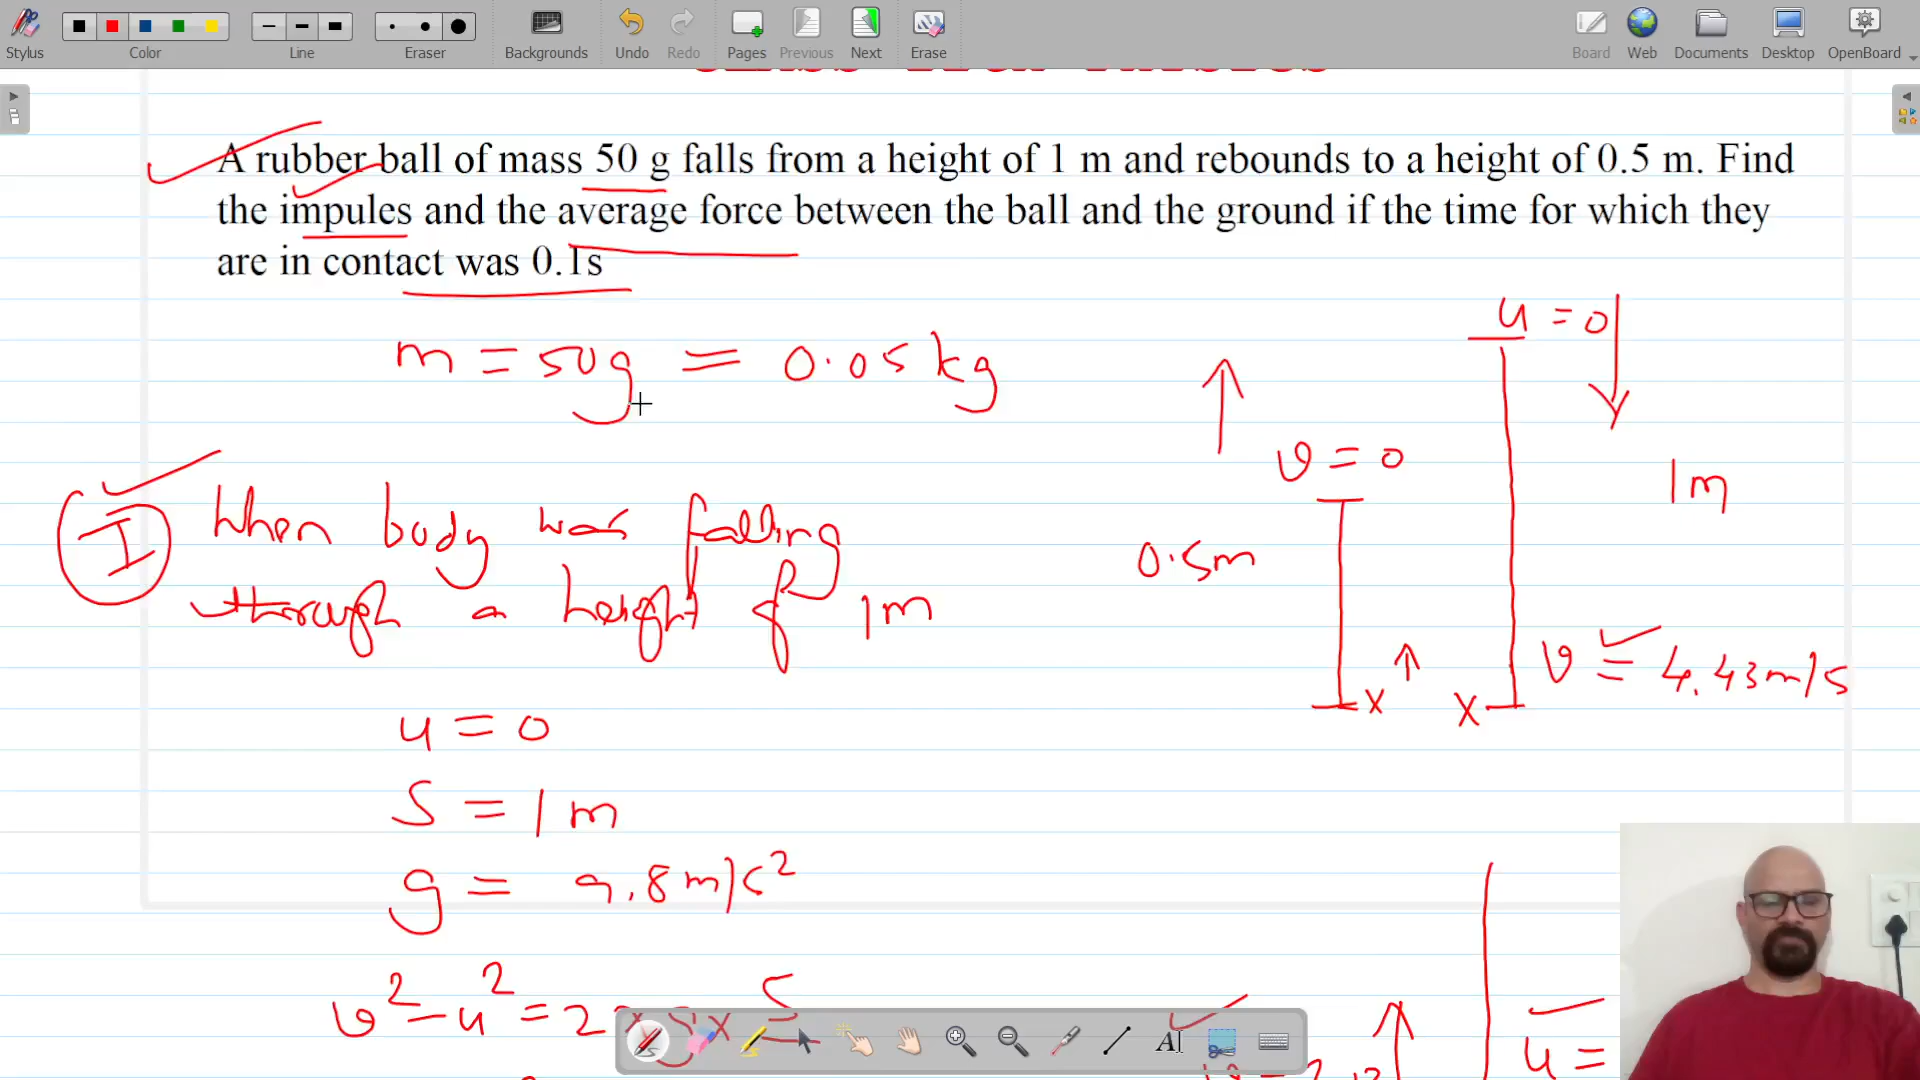 Stylus
Color
Line
Eraser
Backgrounds
Undo
Redo
Pages
Previous
Next
Erase
Board
Web
Documents
Desktop
OpenBoard
A rubber ball of mass 50 g falls from a height of 1 m and rebounds to a height of 0.5 m. Find
the impules and the average force between the ball and the ground if the time for which they
are in contact was 0.1s
m = 50g = 0.05 kg
u = 0
v = 0
1m
0.5m
v = 4.43m/s
x
x
I When body was falling
through a height of 1m
u = 0
S = 1 m
g = 9.8 m/s²
v² - u² = 2 x g x S
u =